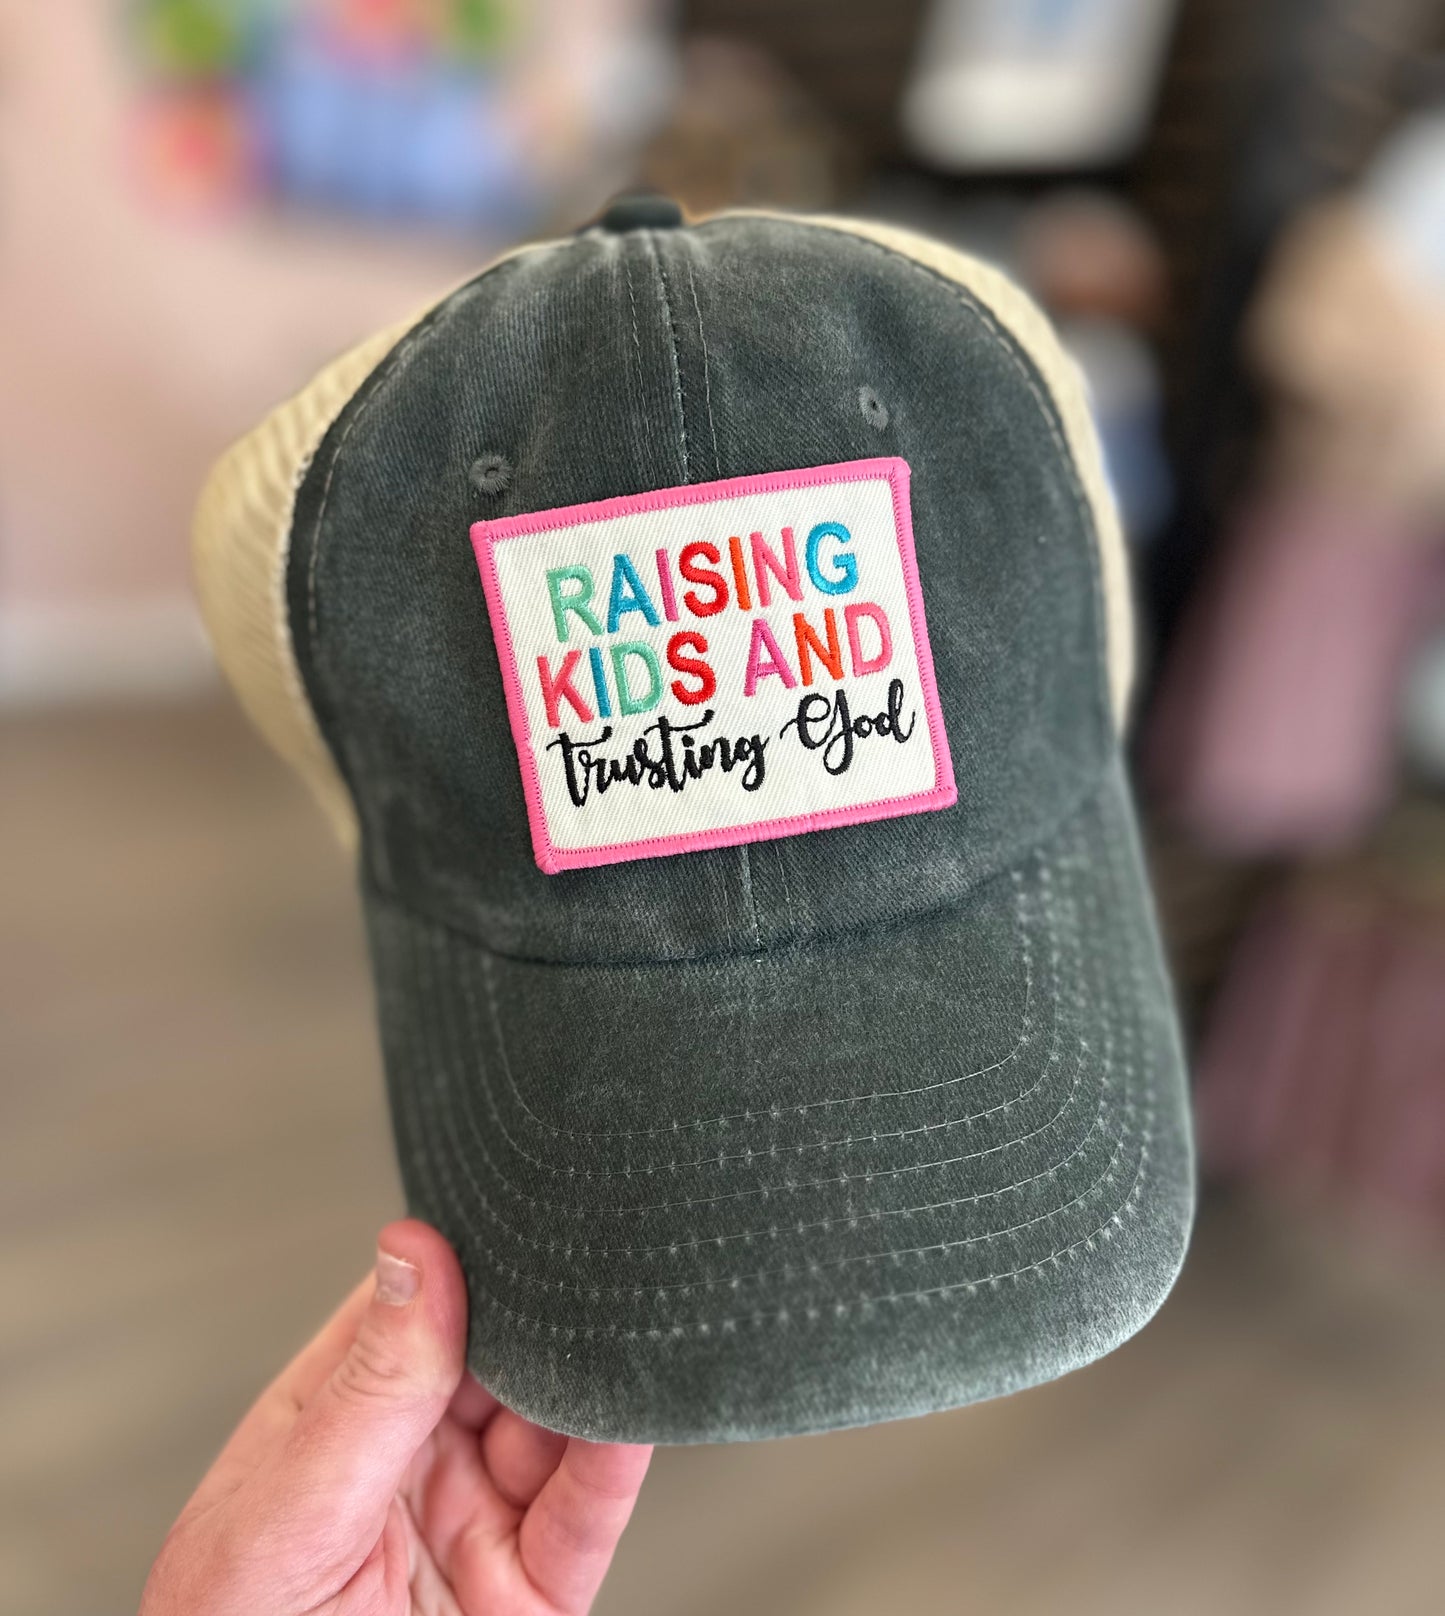 RAISING
KIDS AND
trusting God